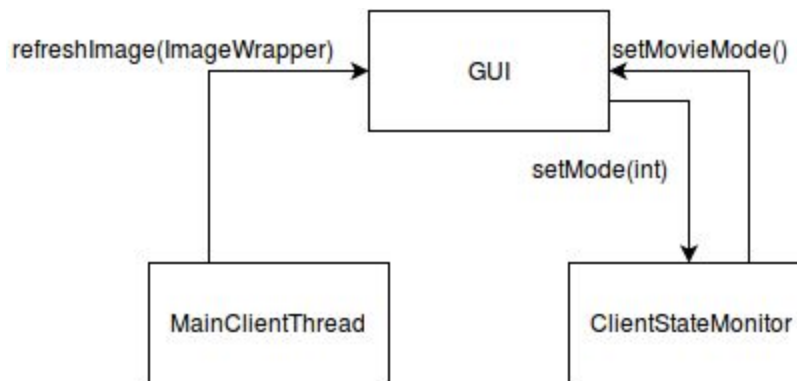 refreshImage(ImageWrapper)
GUI
setMovieMode()
setMode(int)
MainClientThread
ClientStateMonitor